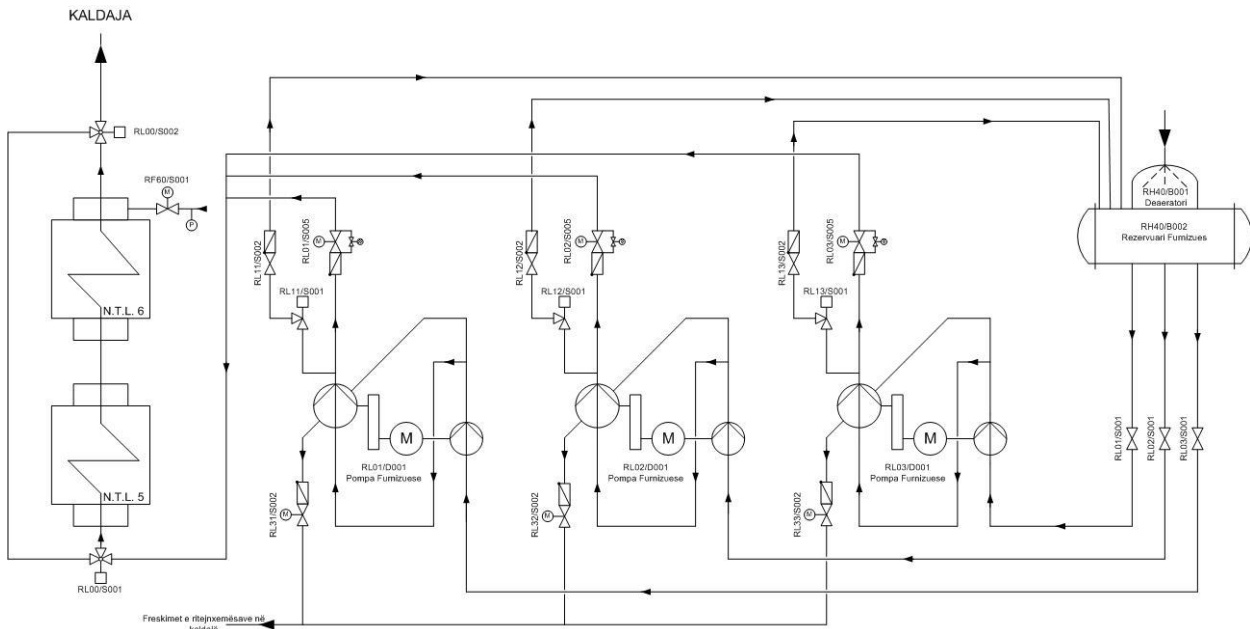 KALDAJA
RL00/S002
RF60/S001
M
P
N.T.L. 6
N.T.L. 5
RL00/S001
RL11/S002
RL01/S005
M
RL11/S001
M
RL01/D001
Pompa Furnizuese
RL31/S002
M
RL12/S002
RL02/S005
M
RL12/S001
M
RL02/D001
Pompa Furnizuese
RL32/S002
M
RL13/S002
RL03/S005
M
RL13/S001
M
RL03/D001
Pompa Furnizuese
RL33/S002
M
RH40/B001
Deaeratori
RH40/B002
Rezervuari Furnizues
RL01/S001
RL02/S001
RL03/S001
Freskimet e ritejnxemësave në
kaldajë